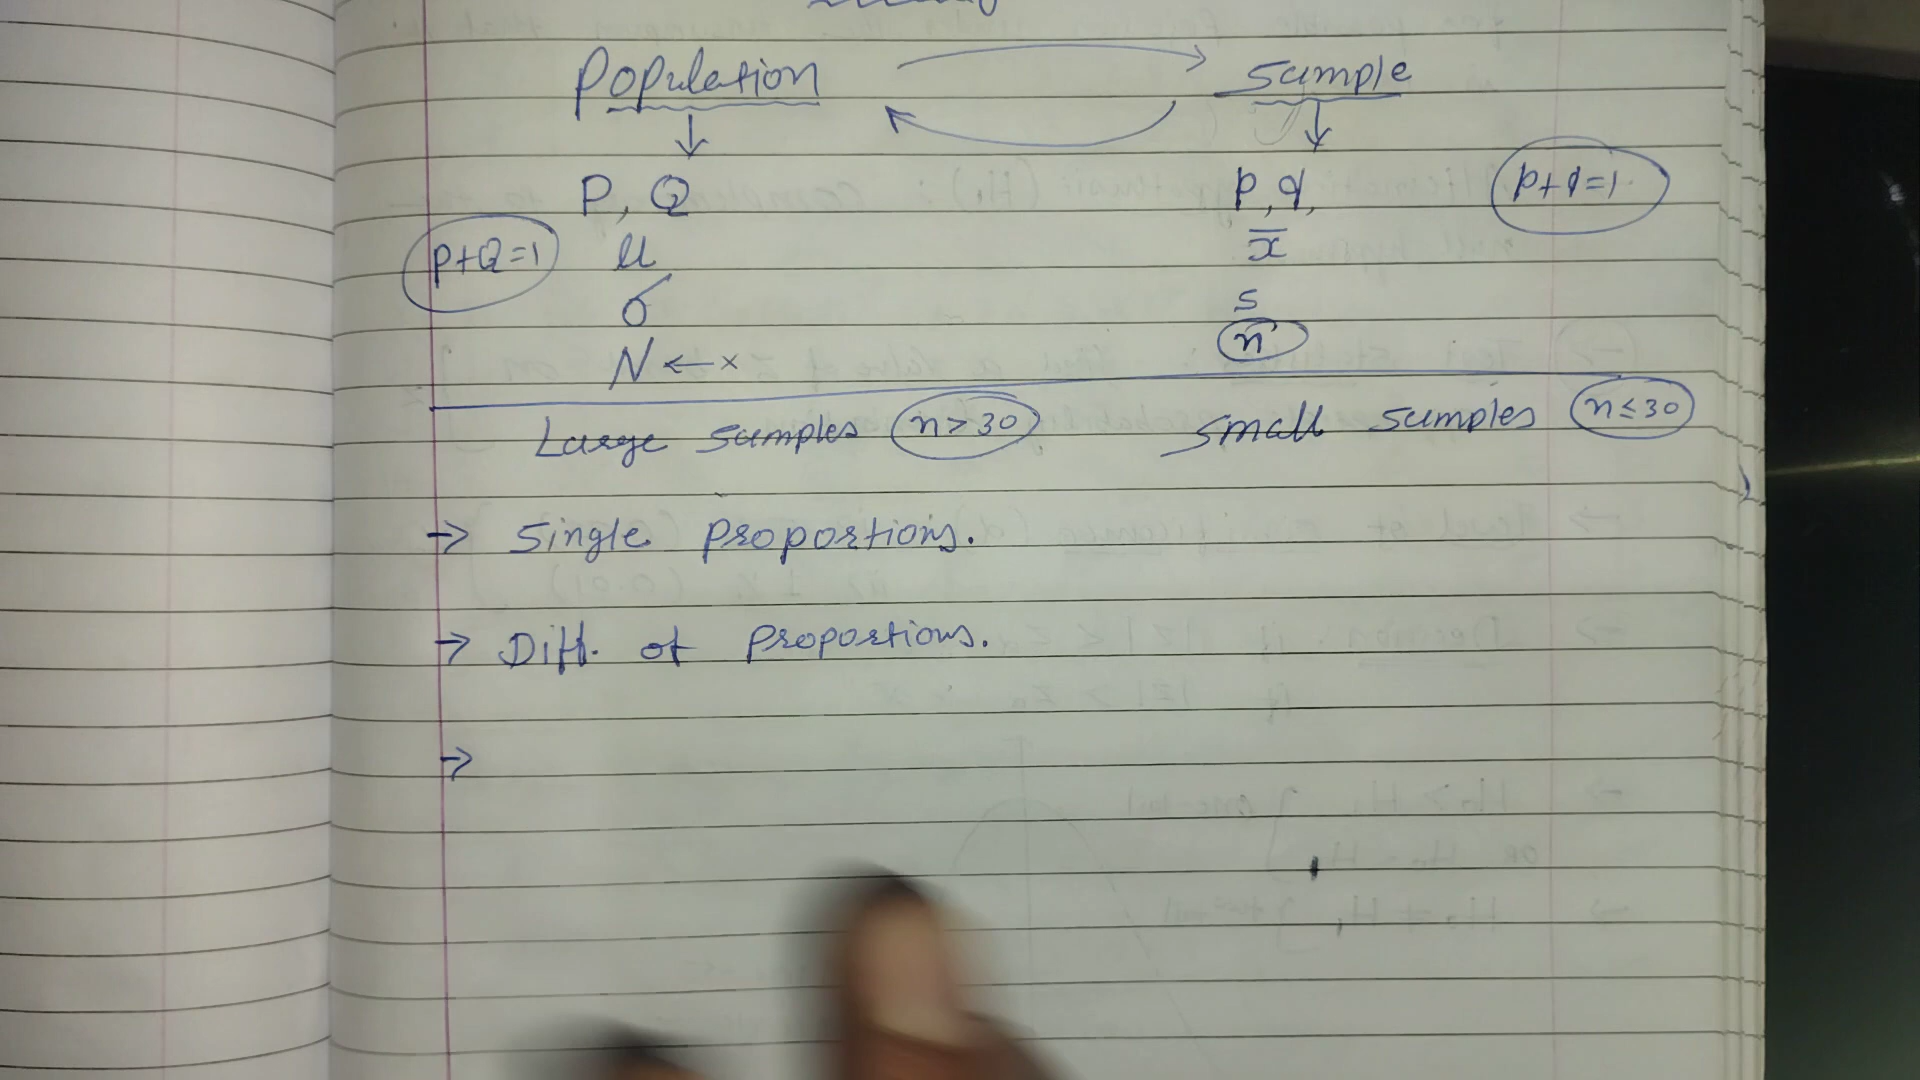 Population → Sample
↓ ↓
P, Q p, q, p+q=1.
P+Q=1 μ x̄
σ s
N ← × n
Large samples n > 30 Small samples n ≤ 30
→ Single Proportions.
→ Diff. of Proportions.
→